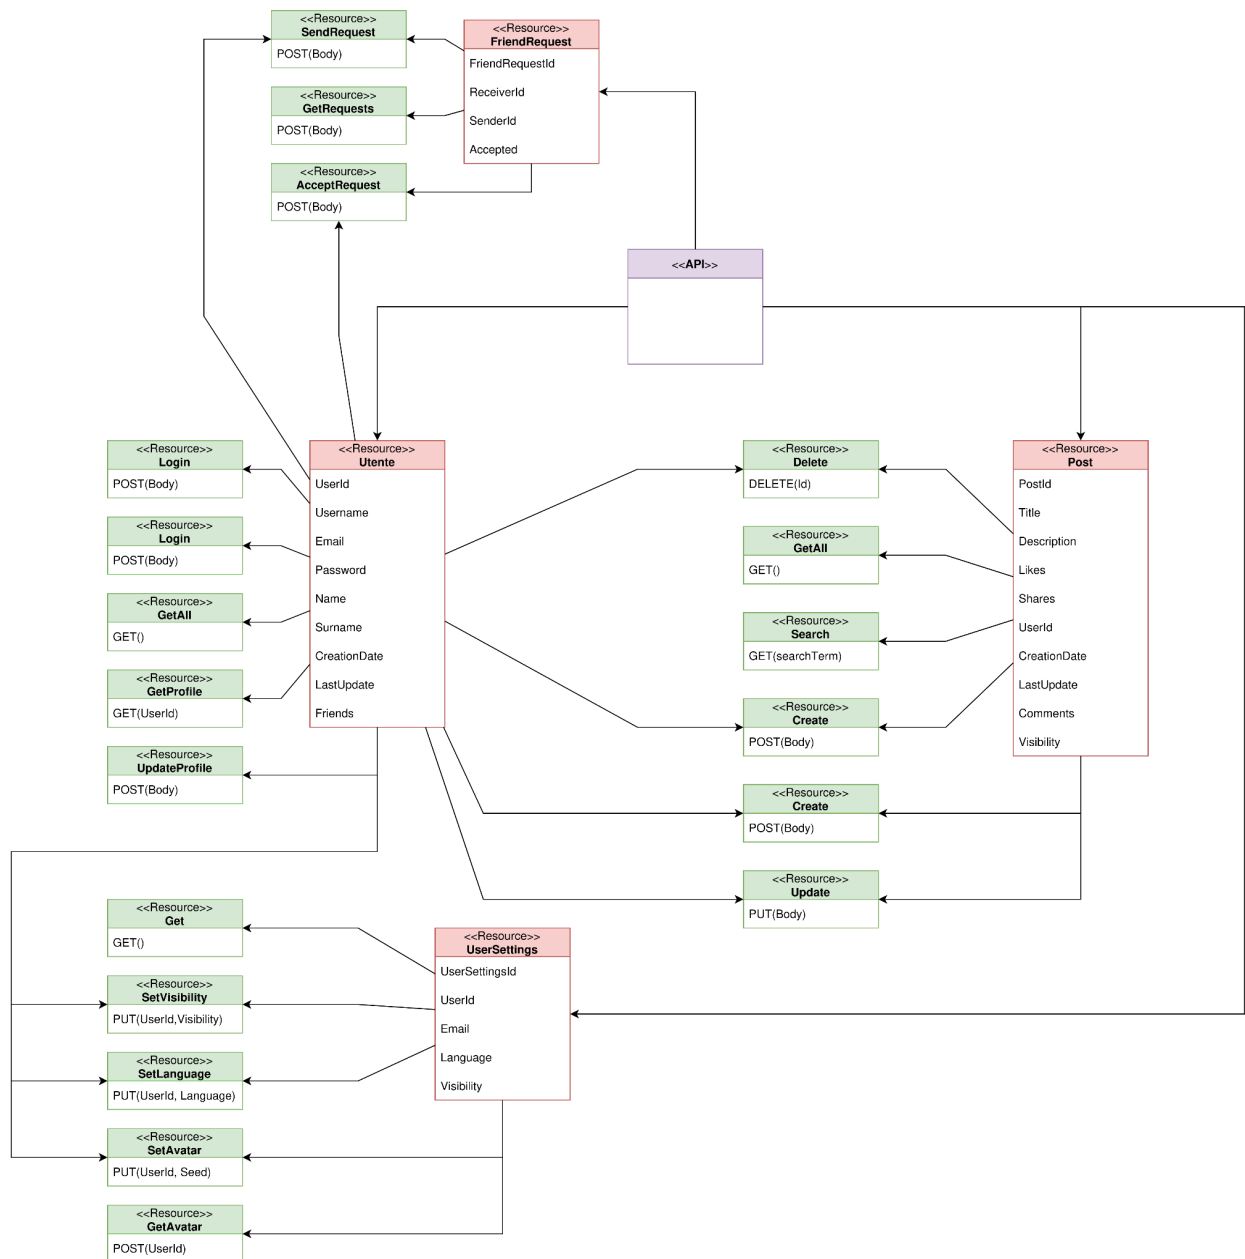 <<Resource>>
SendRequest
POST(Body)
<<Resource>>
GetRequests
POST(Body)
<<Resource>>
AcceptRequest
POST(Body)
<<Resource>>
FriendRequest
FriendRequestId
ReceiverId
SenderId
Accepted
<<API>>
<<Resource>>
Login
POST(Body)
<<Resource>>
Login
POST(Body)
<<Resource>>
GetAll
GET()
<<Resource>>
GetProfile
GET(UserId)
<<Resource>>
UpdateProfile
POST(Body)
<<Resource>>
Utente
UserId
Username
Email
Password
Name
Surname
CreationDate
LastUpdate
Friends
<<Resource>>
Delete
DELETE(Id)
<<Resource>>
GetAll
GET()
<<Resource>>
Search
GET(searchTerm)
<<Resource>>
Create
POST(Body)
<<Resource>>
Create
POST(Body)
<<Resource>>
Update
PUT(Body)
<<Resource>>
Post
PostId
Title
Description
Likes
Shares
UserId
CreationDate
LastUpdate
Comments
Visibility
<<Resource>>
Get
GET()
<<Resource>>
SetVisibility
PUT(UserId,Visibility)
<<Resource>>
SetLanguage
PUT(UserId, Language)
<<Resource>>
SetAvatar
PUT(UserId, Seed)
<<Resource>>
GetAvatar
POST(UserId)
<<Resource>>
UserSettings
UserSettingsId
UserId
Email
Language
Visibility